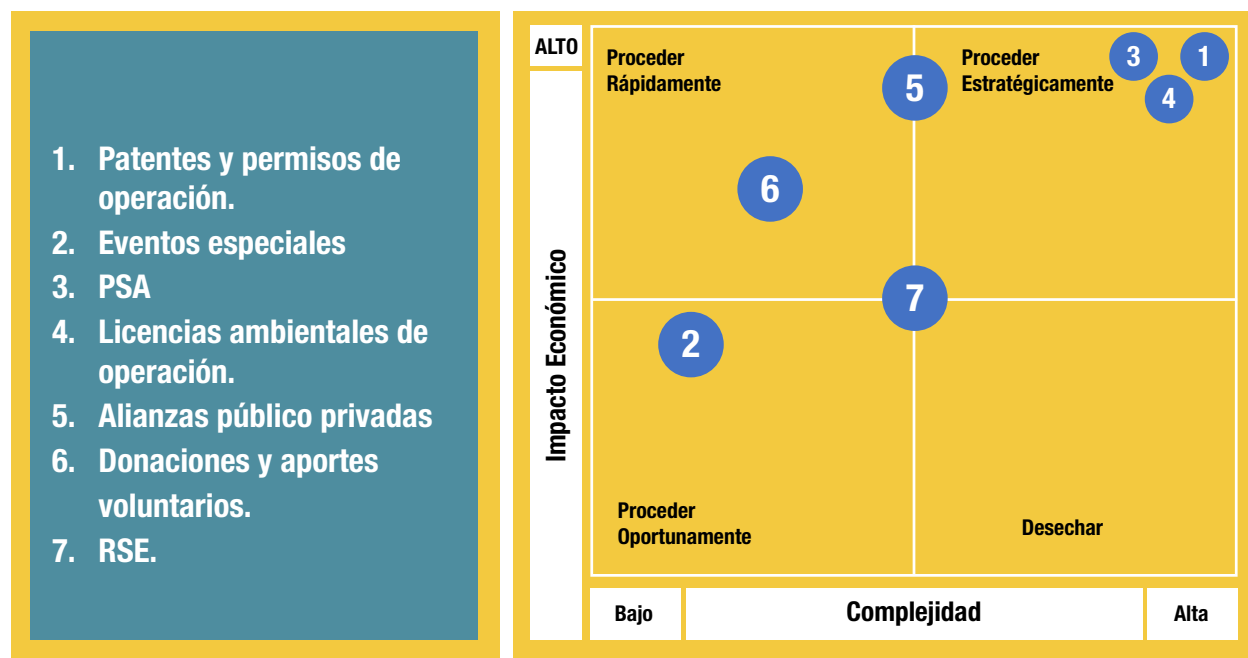 1. Patentes y permisos de
operación.
2. Eventos especiales
3. PSA
4. Licencias ambientales de
operación.
5. Alianzas público privadas
6. Donaciones y aportes
voluntarios.
7. RSE.
ALTO
Impacto Económico
Proceder
Rápidamente
Proceder
Estratégicamente
3
1
4
5
6
7
2
Proceder
Oportunamente
Desechar
Bajo
Complejidad
Alta